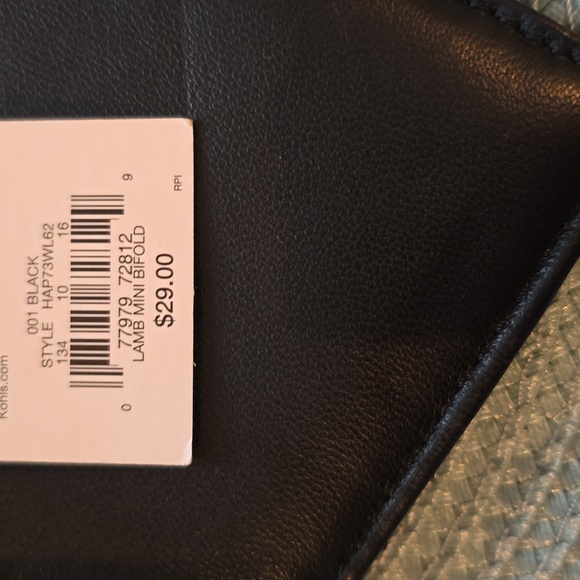 Kohls.com
001 BLACK
STYLE HAP73WL62
134 10 16
0 77979 72812 9
LAMB MINI BIFOLD
$29.00
RPI